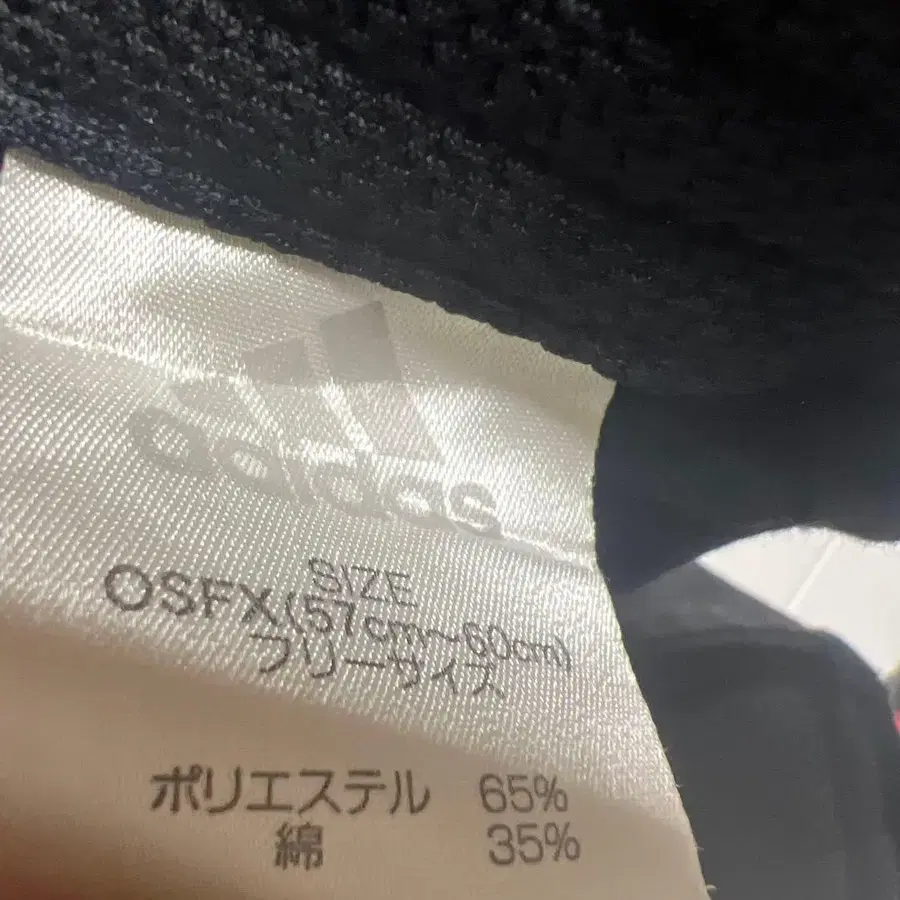 adidas
SIZE
OSFX(57cm~60cm)
フリーサイズ
ポリエステル 65%
綿 35%